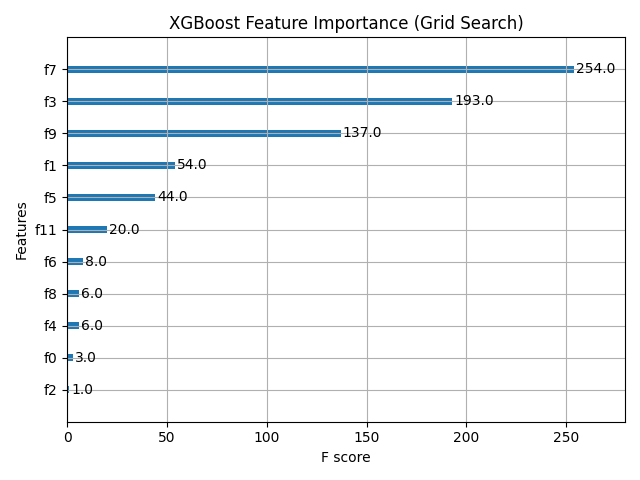 XGBoost Feature Importance (Grid Search)
Features
f7 254.0
f3 193.0
f9 137.0
f1 54.0
f5 44.0
f11 20.0
f6 8.0
f8 6.0
f4 6.0
f0 3.0
f2 1.0
0 50 100 150 200 250
F score